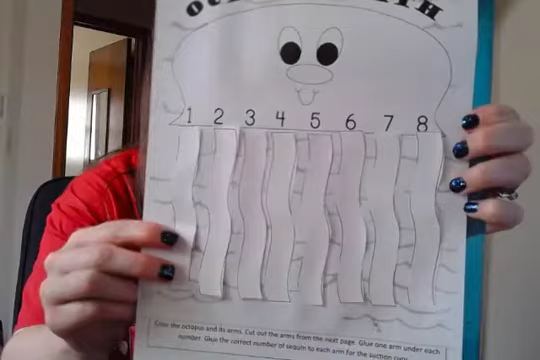 1 2 3 4 5 6 7 8
Color the octopus and its arms. Cut out the arms from the next page. Glue one arm under each
number. Glue the correct number of sequin to each arm for the suction cups.